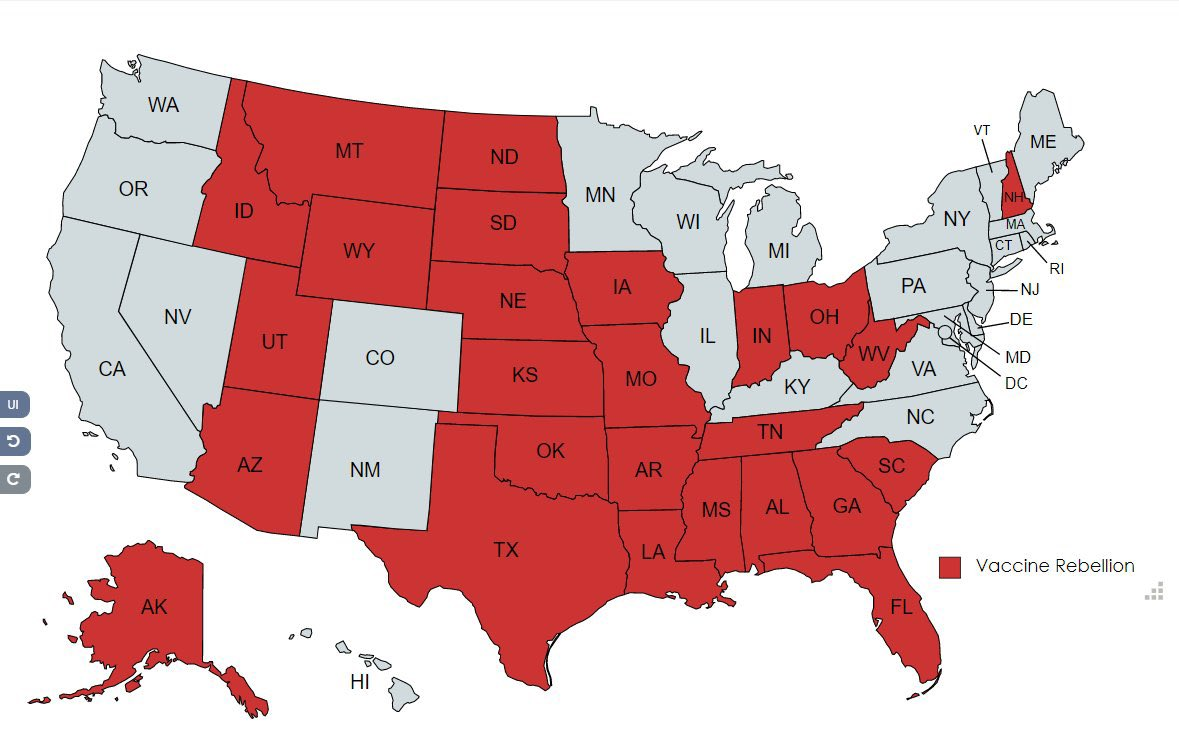 WA
MT
ND
MN
VT
ME
OR
ID
SD
WI
MI
NY
NH
MA
CT
RI
WY
NE
IA
PA
NJ
NV
UT
CO
IL
IN
OH
WV
VA
DE
MD
DC
CA
KS
MO
KY
NC
UI
AZ
NM
OK
AR
TN
SC
TX
LA
MS
AL
GA
Vaccine Rebellion
AK
FL
HI